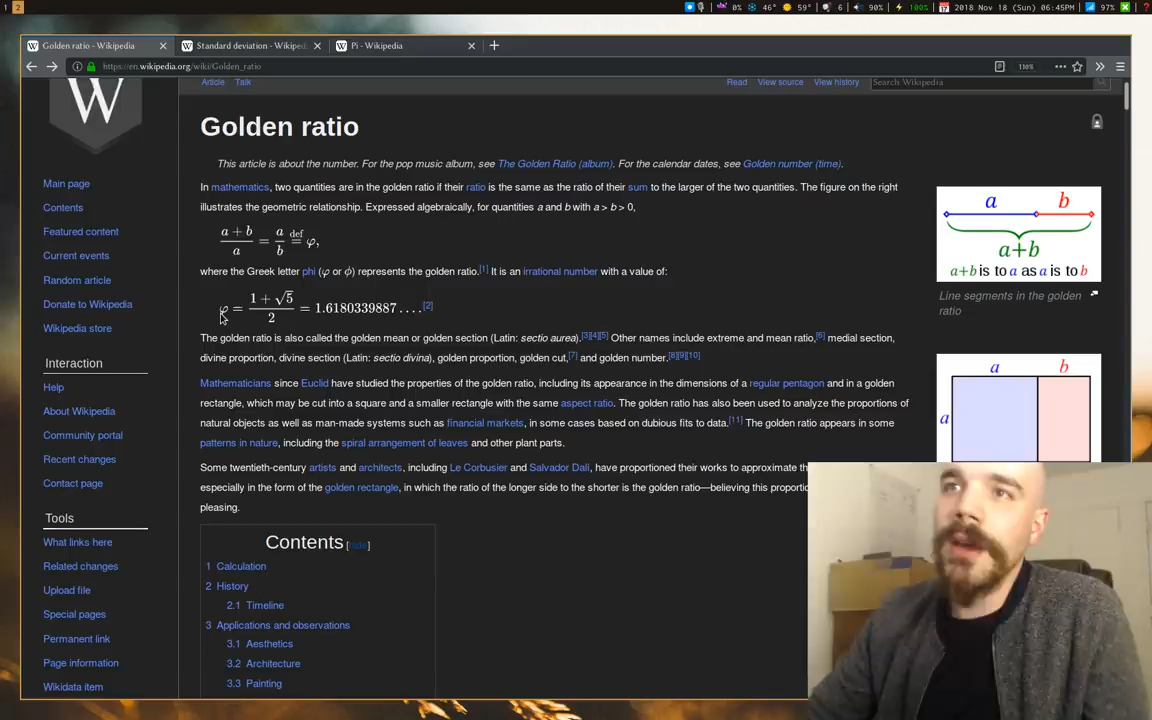 1 2 0% 46° 59° 6 90% 100% 2018 Nov 18 (Sun) 06:45PM 97%
Golden ratio - Wikipedia Standard deviation - Wikiped Pi - Wikipedia
https://en.wikipedia.org/wiki/Golden_ratio 110%
Article Talk Read View source View history Search Wikipedia
W
Golden ratio
This article is about the number. For the pop music album, see The Golden Ratio (album). For the calendar dates, see Golden number (time).
In mathematics, two quantities are in the golden ratio if their ratio is the same as the ratio of their sum to the larger of the two quantities. The figure on the right
illustrates the geometric relationship. Expressed algebraically, for quantities a and b with a > b > 0,
(a + b)/a = a/b def= φ,
where the Greek letter phi (φ or ϕ) represents the golden ratio.[1] It is an irrational number with a value of:
φ = (1 + √5)/2 = 1.6180339887 . . . .[2]
The golden ratio is also called the golden mean or golden section (Latin: sectio aurea).[3][4][5] Other names include extreme and mean ratio,[6] medial section,
divine proportion, divine section (Latin: sectio divina), golden proportion, golden cut,[7] and golden number.[8][9][10]
Mathematicians since Euclid have studied the properties of the golden ratio, including its appearance in the dimensions of a regular pentagon and in a golden
rectangle, which may be cut into a square and a smaller rectangle with the same aspect ratio. The golden ratio has also been used to analyze the proportions of
natural objects as well as man-made systems such as financial markets, in some cases based on dubious fits to data.[11] The golden ratio appears in some
patterns in nature, including the spiral arrangement of leaves and other plant parts.
Some twentieth-century artists and architects, including Le Corbusier and Salvador Dalí, have proportioned their works to approximate th
especially in the form of the golden rectangle, in which the ratio of the longer side to the shorter is the golden ratio—believing this proportio
pleasing.
Contents [hide]
1 Calculation
2 History
2.1 Timeline
3 Applications and observations
3.1 Aesthetics
3.2 Architecture
3.3 Painting
Main page
Contents
Featured content
Current events
Random article
Donate to Wikipedia
Wikipedia store
Interaction
Help
About Wikipedia
Community portal
Recent changes
Contact page
Tools
What links here
Related changes
Upload file
Special pages
Permanent link
Page information
Wikidata item
a b
a+b
a+b is to a as a is to b
Line segments in the golden
ratio
a b
a